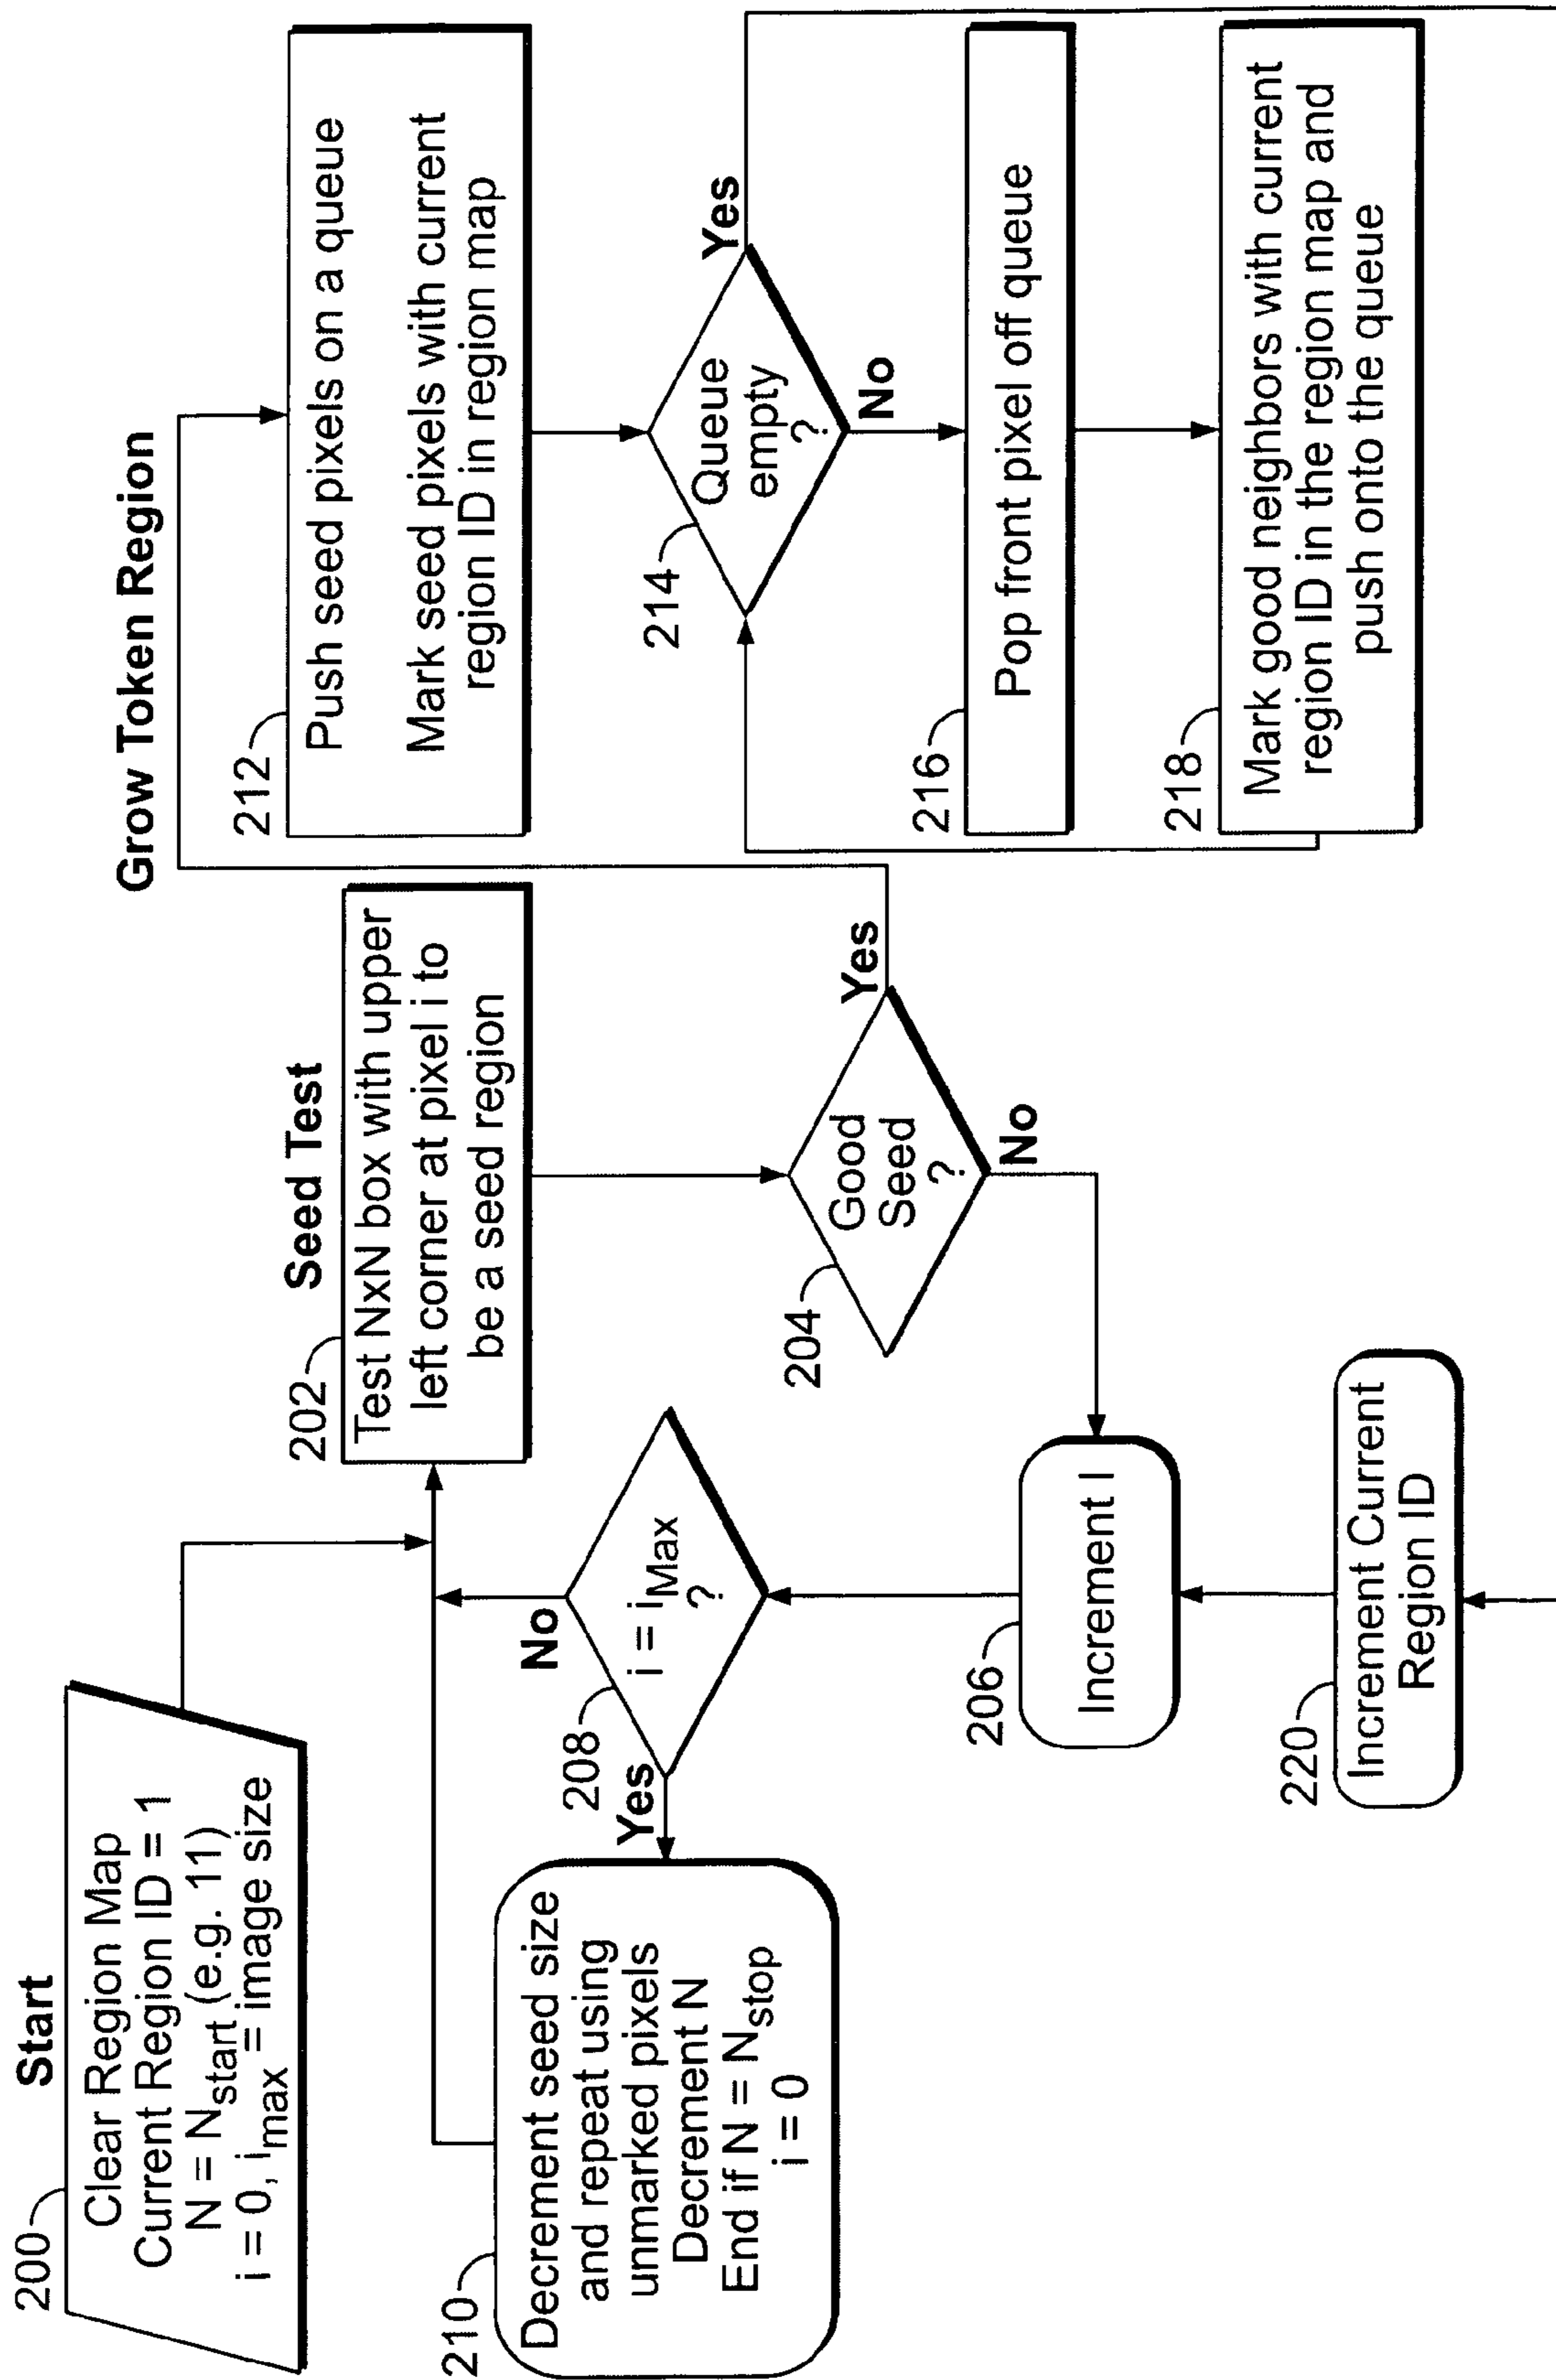 Start
200
Clear Region Map
Current Region ID = 1
N = Nstart (e.g. 11)
i = 0, imax = image size
Seed Test
202
Test NxN box with upper
left corner at pixel i to
be a seed region
204
Good
Seed
?
Yes
No
206
Increment I
208
i = iMax
?
No
Yes
210
Decrement seed size
and repeat using
unmarked pixels
Decrement N
End if N = Nstop
i = 0
Grow Token Region
212
Push seed pixels on a queue
Mark seed pixels with current
region ID in region map
214
Queue
empty
?
Yes
No
216
Pop front pixel off queue
218
Mark good neighbors with current
region ID in the region map and
push onto the queue
220
Increment Current
Region ID